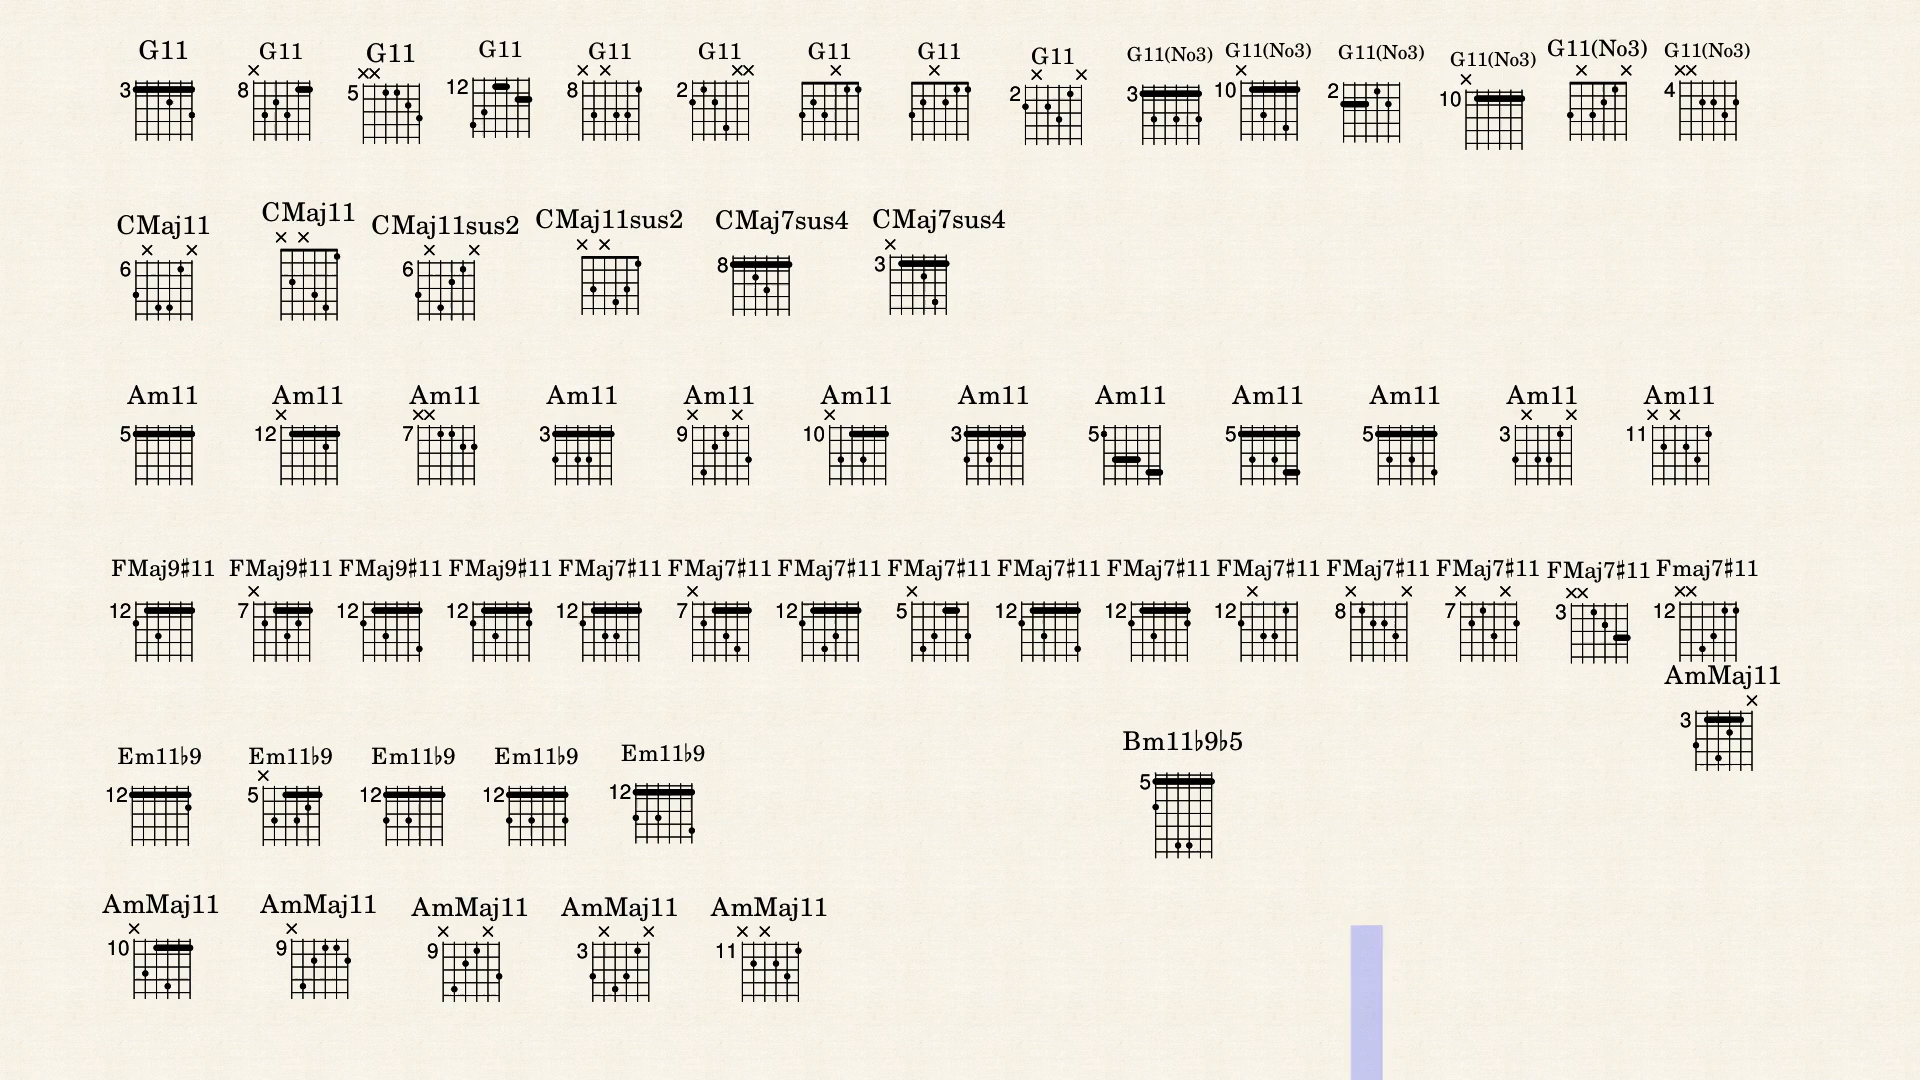 G11 G11 G11 G11 G11 G11 G11 G11 G11 G11(No3) G11(No3) G11(No3) G11(No3) G11(No3) G11(No3)
× ×× × × ×× × × × × × × × × ××
3 8 5 12 8 2 2 3 10 2 10 4
CMaj11 CMaj11 CMaj11sus2 CMaj11sus2 CMaj7sus4 CMaj7sus4
× × × × × × × × ×
6 6 8 3
Am11 Am11 Am11 Am11 Am11 Am11 Am11 Am11 Am11 Am11 Am11 Am11
× ×× × × × × × × ×
5 12 7 3 9 10 3 5 5 5 3 11
FMaj9♯11 FMaj9♯11 FMaj9♯11 FMaj9♯11 FMaj7♯11 FMaj7♯11 FMaj7♯11 FMaj7♯11 FMaj7♯11 FMaj7♯11 FMaj7♯11 FMaj7♯11 FMaj7♯11 FMaj7♯11 Fmaj7♯11
× × × × × × × × ×× ××
12 7 12 12 12 7 12 5 12 12 12 8 7 3 12
AmMaj11
×
3
Em11♭9 Em11♭9 Em11♭9 Em11♭9 Em11♭9 Bm11♭9♭5
×
12 5 12 12 12 5
AmMaj11 AmMaj11 AmMaj11 AmMaj11 AmMaj11
× × × × × × × ×
10 9 9 3 11